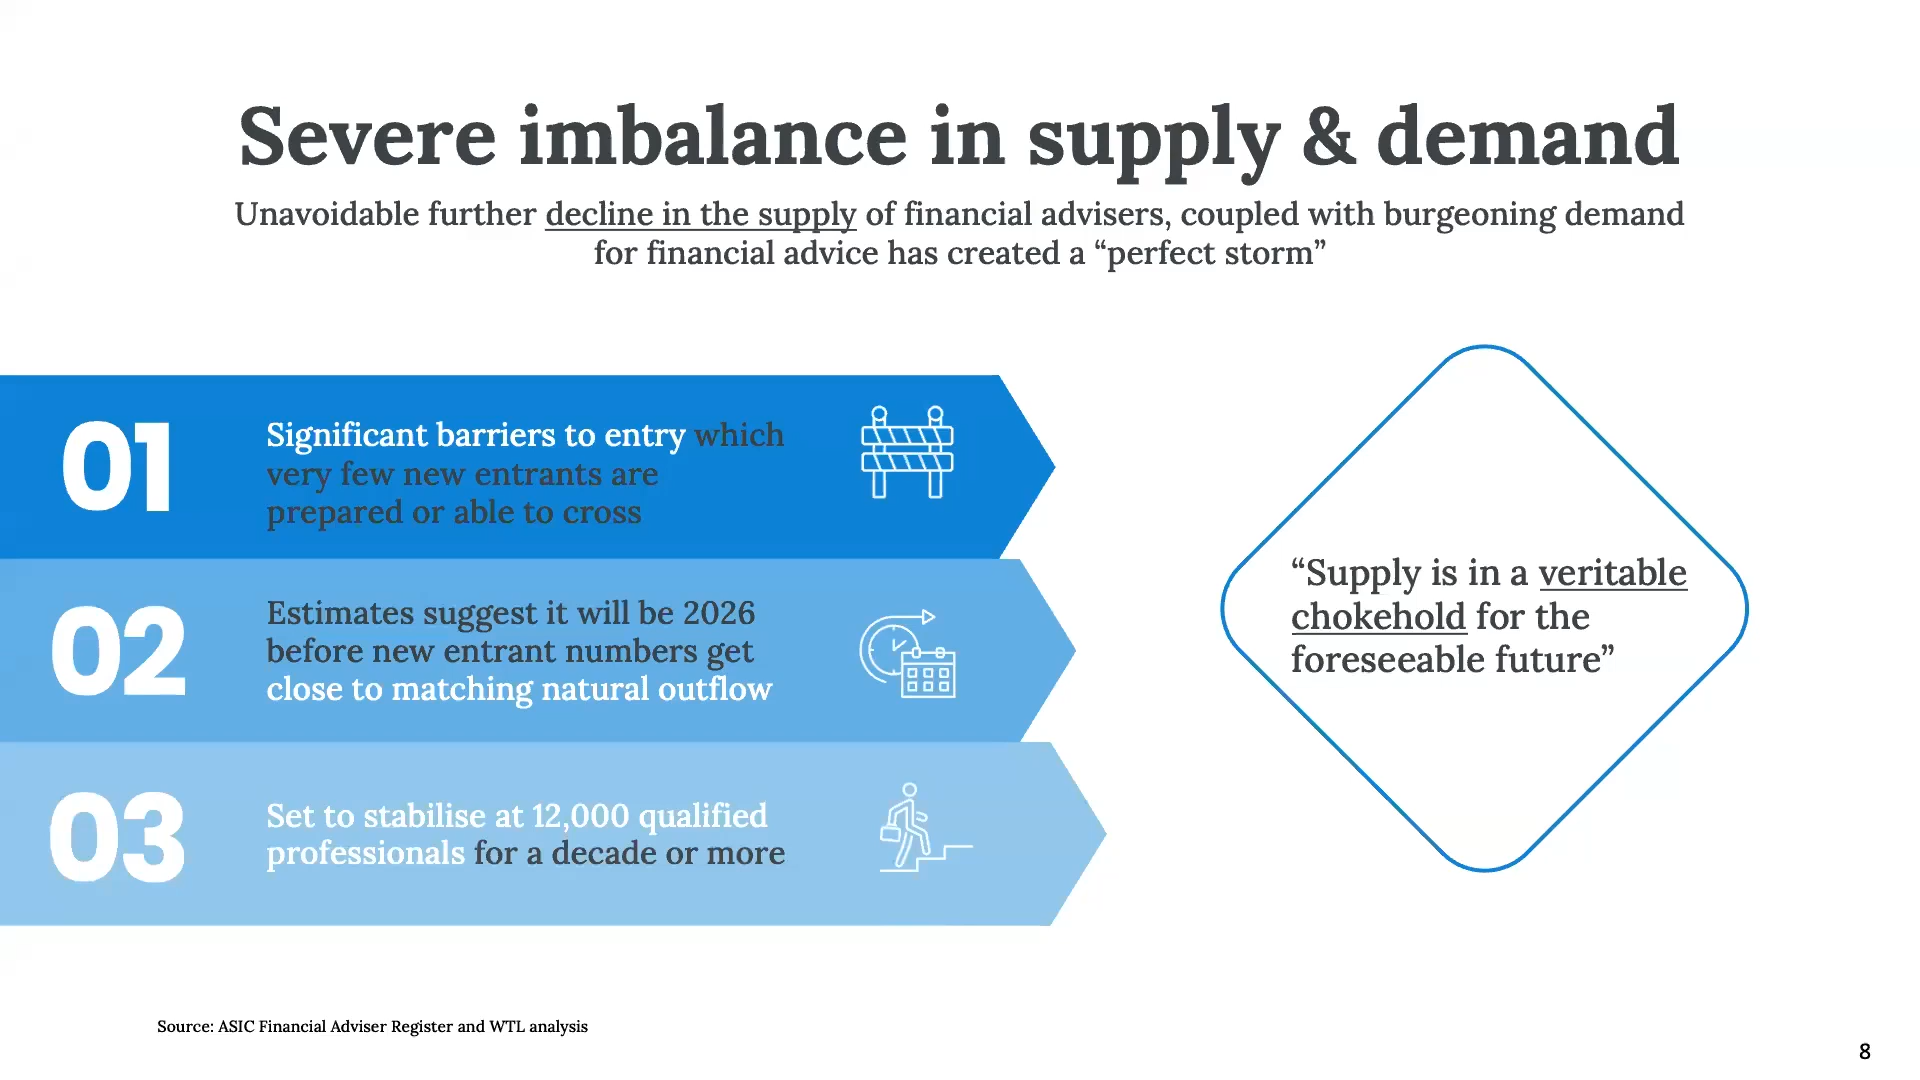 Severe imbalance in supply & demand
Unavoidable further decline in the supply of financial advisers, coupled with burgeoning demand
for financial advice has created a “perfect storm”
01
Significant barriers to entry which
very few new entrants are
prepared or able to cross
02
Estimates suggest it will be 2026
before new entrant numbers get
close to matching natural outflow
03
Set to stabilise at 12,000 qualified
professionals for a decade or more
“Supply is in a veritable
chokehold for the
foreseeable future”
Source: ASIC Financial Adviser Register and WTL analysis
8